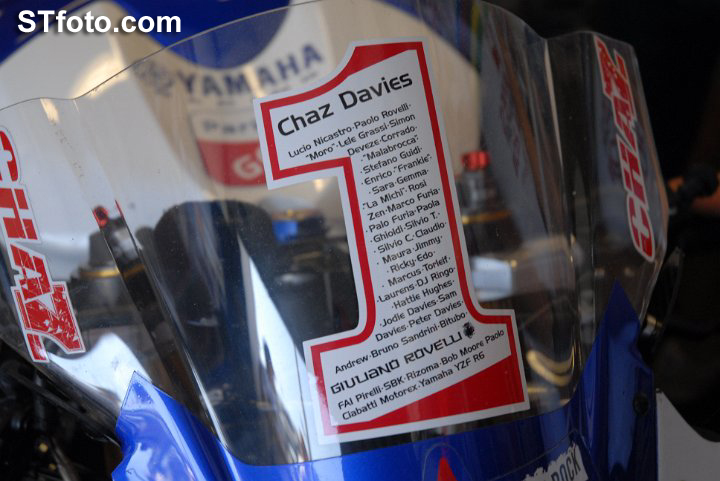 STfoto.com
YAMAHA
CHAZ
CHAZ
Chaz Davies
Lucio Nicastro·Paolo Rovelli·
"Moro"·Lele Grassi·Simon
Deveze·Corrado·
"Malabrocca"
Stefano Guidi·
Enrico·"Frankie"
Sara·Gemma·
"La Michi"·Rosi
Zen·Marco Furia·
Palo Furia·Paola
Ghioldi·Silvio T.·
Silvio C.·Claudio·
Maura·Jimmy·
Ricky·Edo·
Marcus·Torleif·
Laurens·DJ Ringo·
Hattie Hughes·
Jodie Davies·Sam
Davies·Peter Davies·
Andrew·Bruno Sandrini·Bitubo·
GIULIANO ROVELLI
FAI Pirelli·SBK·Rizoma·Bob Moore·Paolo
Ciabatti·Motorex·Yamaha YZF R6